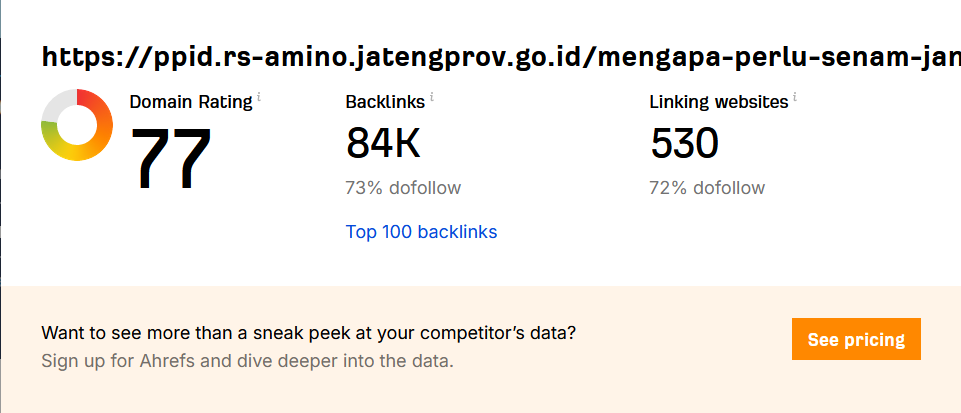 https://ppid.rs-amino.jatengprov.go.id/mengapa-perlu-senam-jan
Domain Rating i
Backlinks i
Linking websites i
77
84K
530
73% dofollow
72% dofollow
Top 100 backlinks
Want to see more than a sneak peek at your competitor’s data?
Sign up for Ahrefs and dive deeper into the data.
See pricing